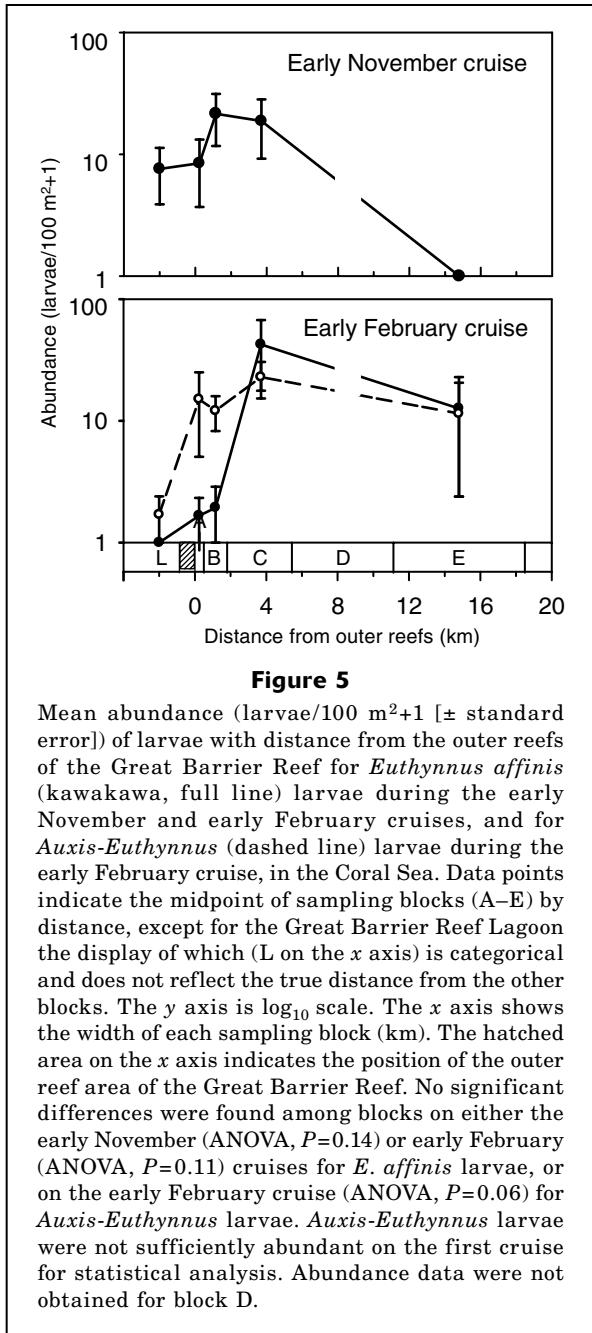 Early November cruise
100
10
1
Abundance (larvae/100 m²+1)
Early February cruise
100
10
1
L A B C D E
0 4 8 12 16 20
Distance from outer reefs (km)
Figure 5
Mean abundance (larvae/100 m²+1 [± standard
error]) of larvae with distance from the outer reefs
of the Great Barrier Reef for Euthynnus affinis
(kawakawa, full line) larvae during the early
November and early February cruises, and for
Auxis-Euthynnus (dashed line) larvae during the
early February cruise, in the Coral Sea. Data points
indicate the midpoint of sampling blocks (A–E) by
distance, except for the Great Barrier Reef Lagoon
the display of which (L on the x axis) is categorical
and does not reflect the true distance from the other
blocks. The y axis is log₁₀ scale. The x axis shows
the width of each sampling block (km). The hatched
area on the x axis indicates the position of the outer
reef area of the Great Barrier Reef. No significant
differences were found among blocks on either the
early November (ANOVA, P=0.14) or early February
(ANOVA, P=0.11) cruises for E. affinis larvae, or
on the early February cruise (ANOVA, P=0.06) for
Auxis-Euthynnus larvae. Auxis-Euthynnus larvae
were not sufficiently abundant on the first cruise
for statistical analysis. Abundance data were not
obtained for block D.